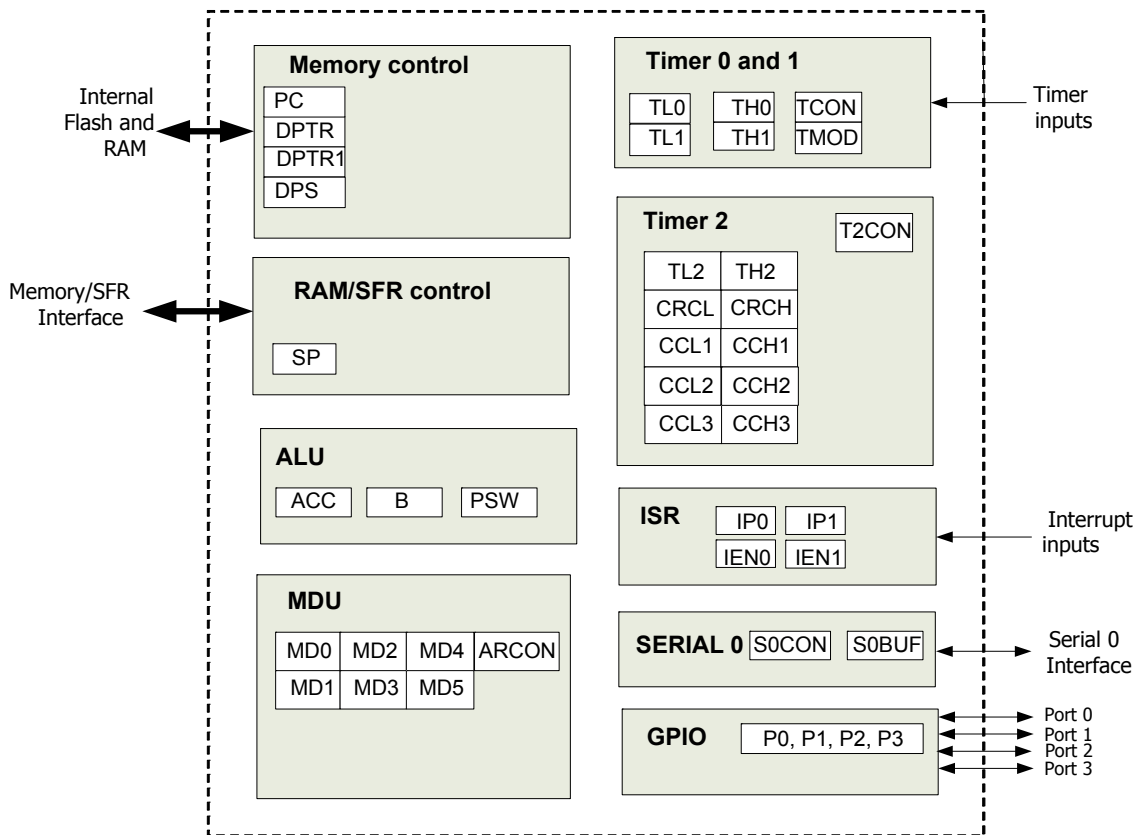 Memory control
PC
DPTR
DPTR1
DPS
Internal
Flash and
RAM
RAM/SFR control
SP
Memory/SFR
Interface
ALU
ACC B PSW
MDU
MD0 MD2 MD4 ARCON
MD1 MD3 MD5
Timer 0 and 1
TL0 TH0 TCON
TL1 TH1 TMOD
Timer
inputs
Timer 2
T2CON
TL2 TH2
CRCL CRCH
CCL1 CCH1
CCL2 CCH2
CCL3 CCH3
ISR
IP0 IP1
IEN0 IEN1
Interrupt
inputs
SERIAL 0 S0CON S0BUF
Serial 0
Interface
GPIO P0, P1, P2, P3
Port 0
Port 1
Port 2
Port 3